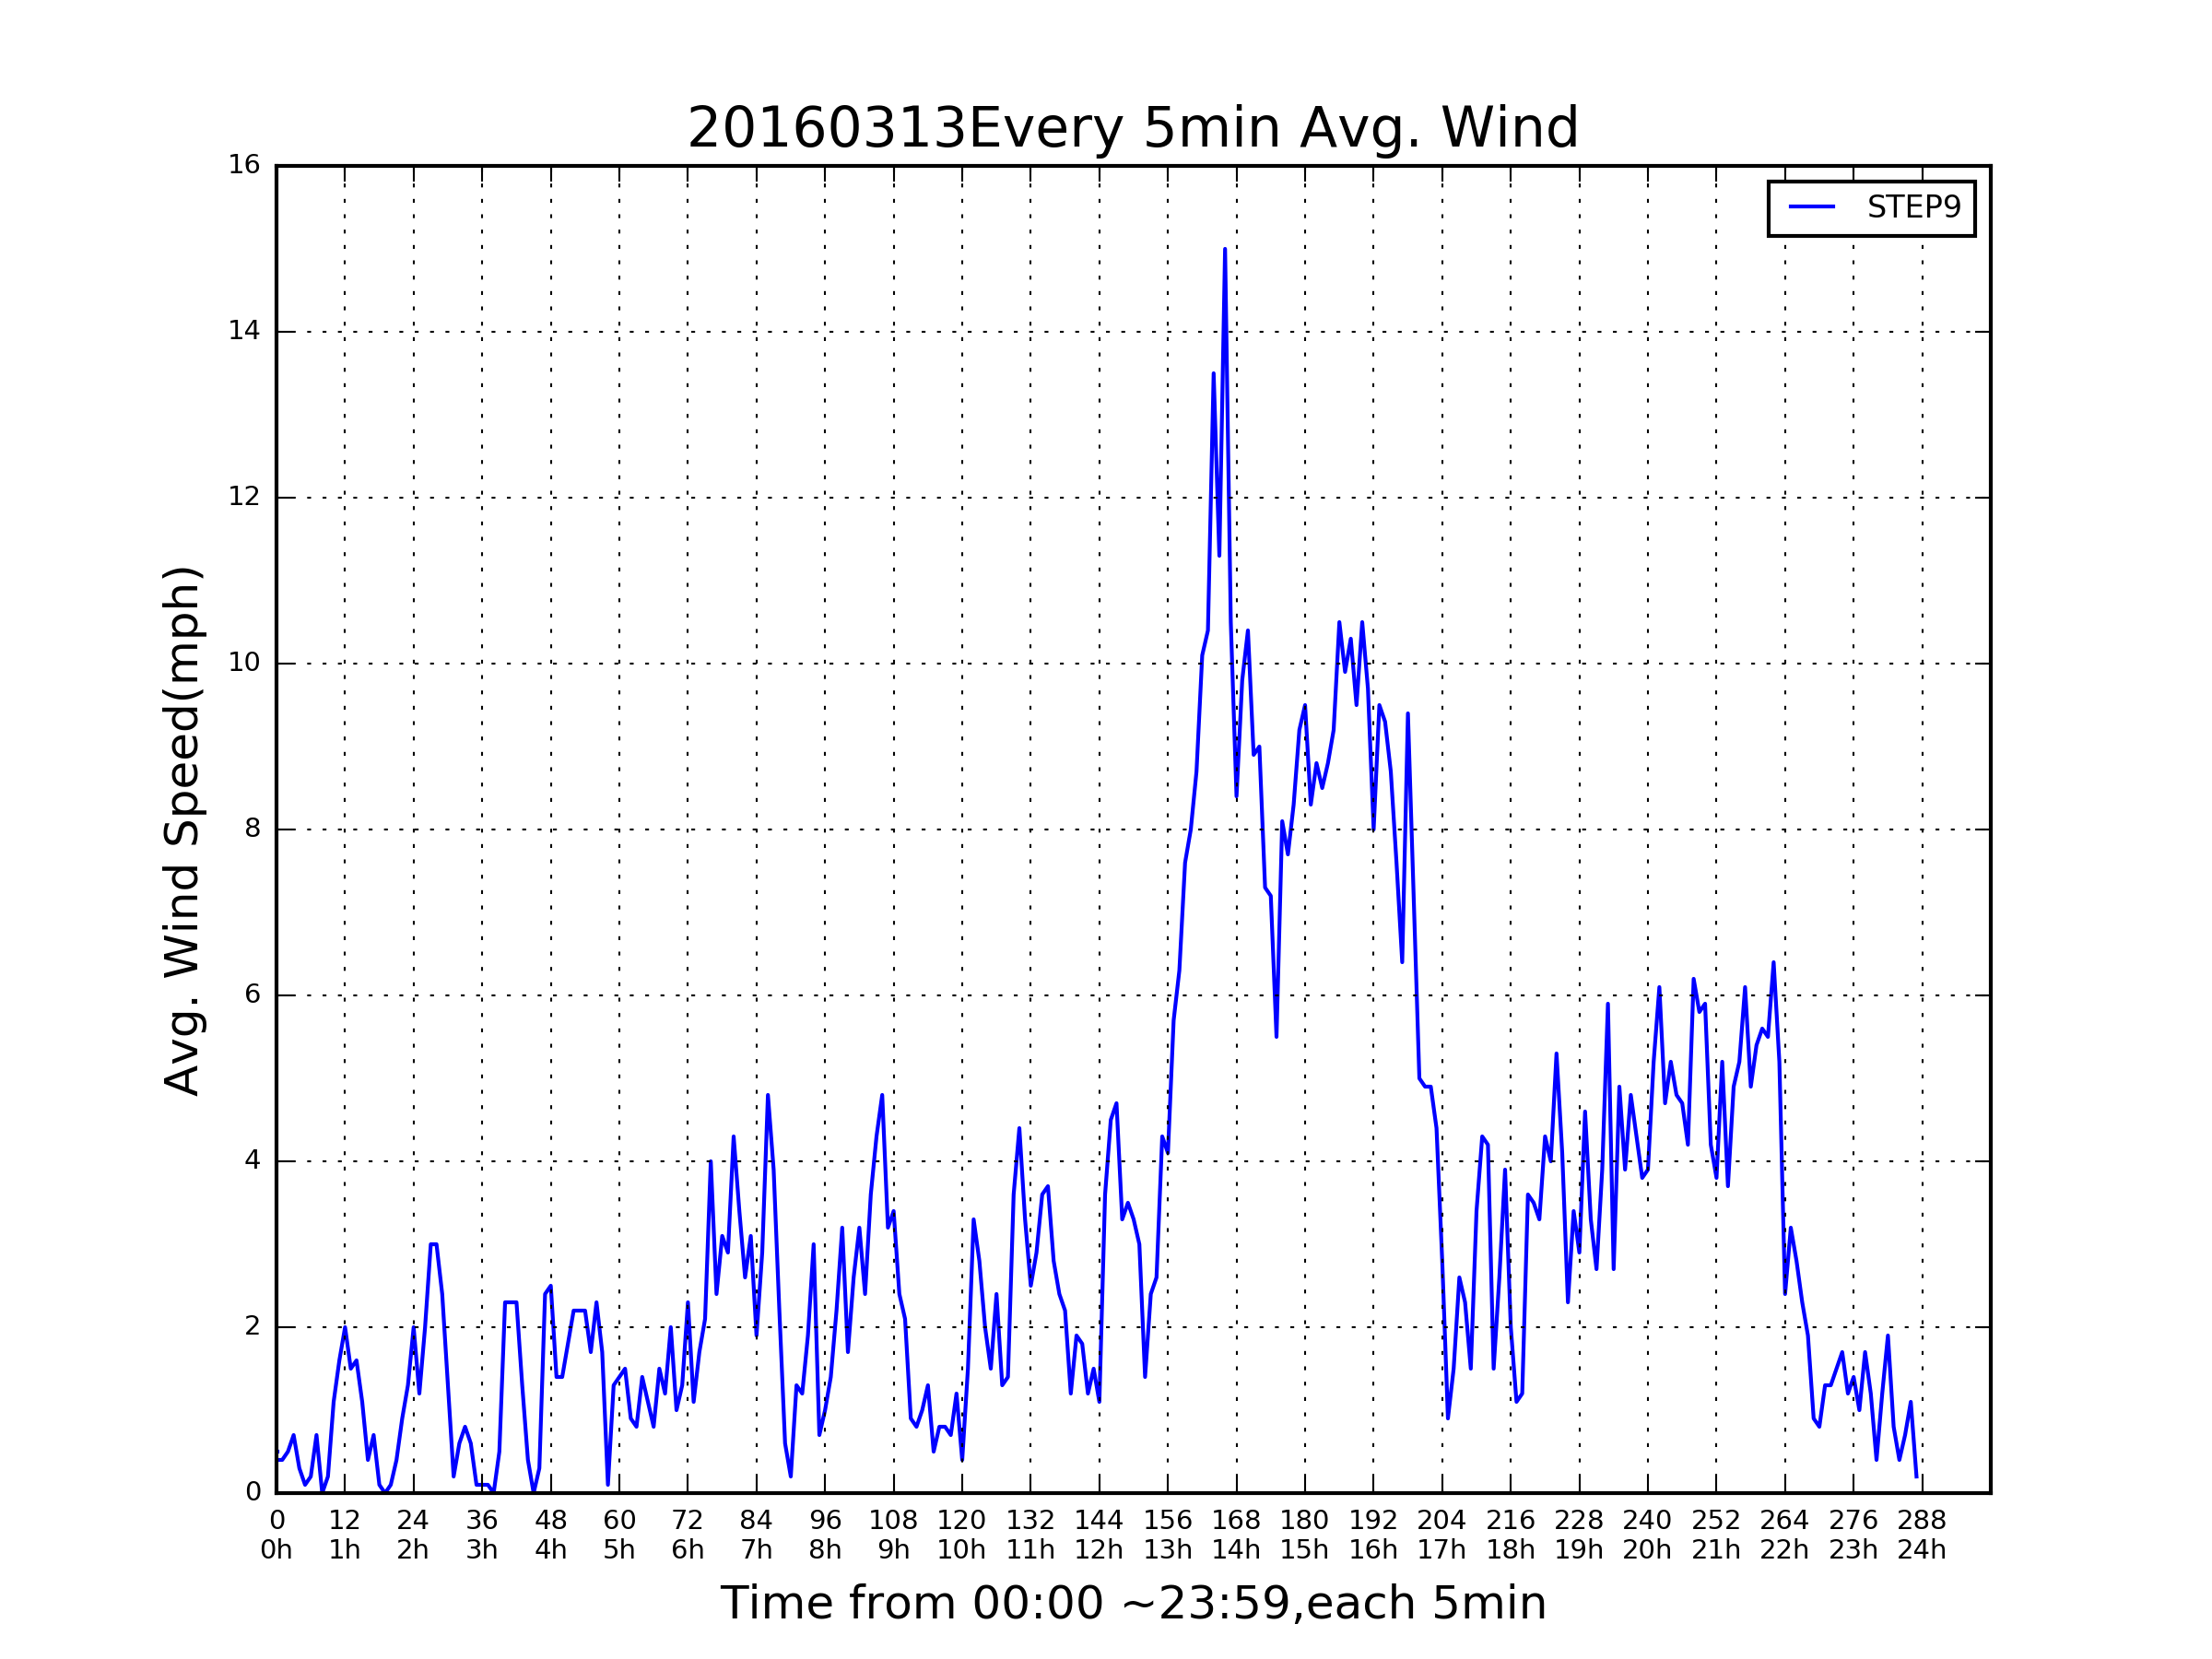 20160313Every 5min Avg. Wind
STEP9
Avg. Wind Speed(mph)
16
14
12
10
8
6
4
2
0
0 12 24 36 48 60 72 84 96 108 120 132 144 156 168 180 192 204 216 228 240 252 264 276 288
0h 1h 2h 3h 4h 5h 6h 7h 8h 9h 10h 11h 12h 13h 14h 15h 16h 17h 18h 19h 20h 21h 22h 23h 24h
Time from 00:00 ~23:59,each 5min